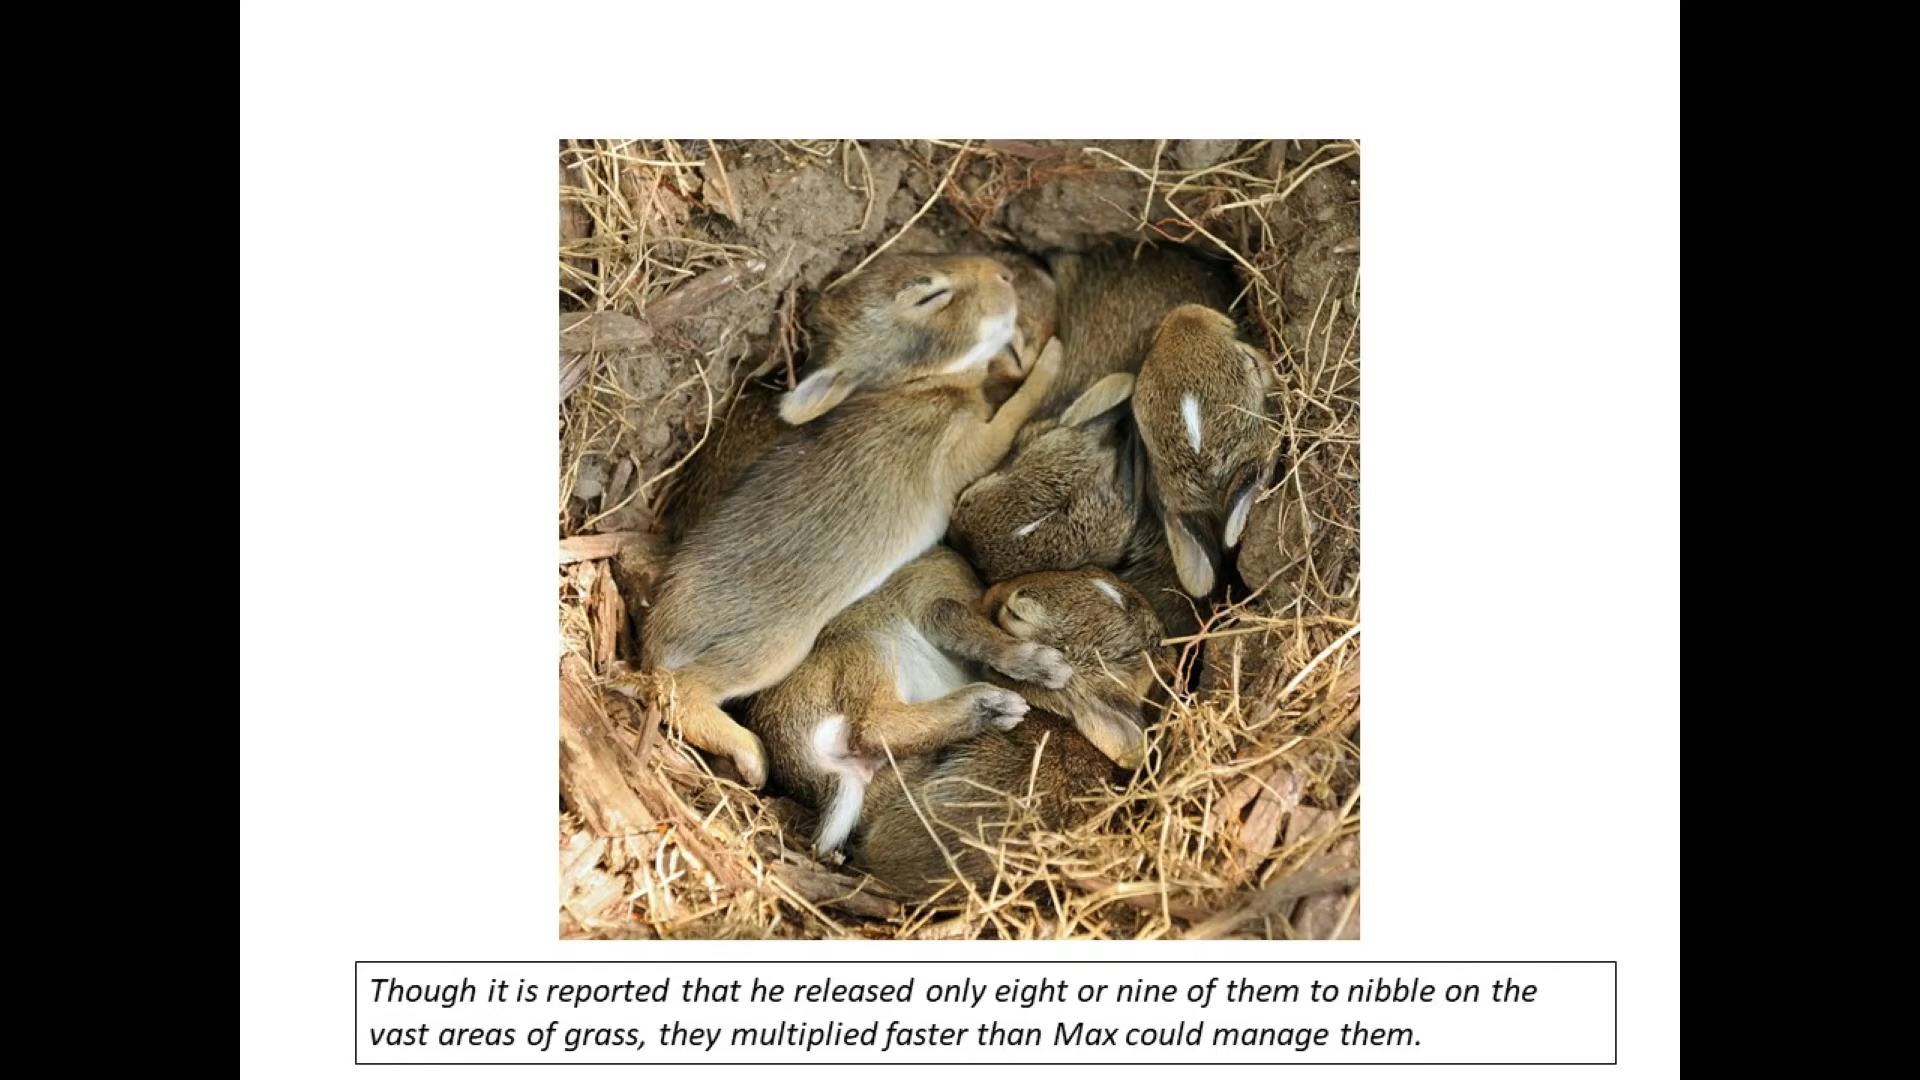 Though it is reported that he released only eight or nine of them to nibble on the
vast areas of grass, they multiplied faster than Max could manage them.